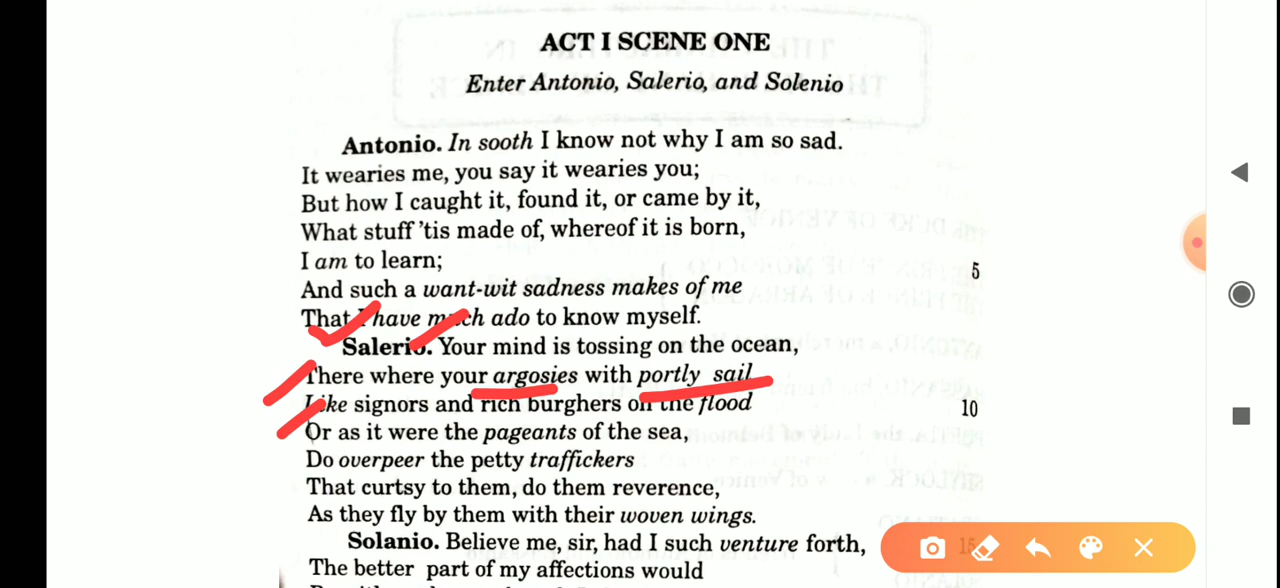 ACT I SCENE ONE
Enter Antonio, Salerio, and Solenio
Antonio. In sooth I know not why I am so sad.
It wearies me, you say it wearies you;
But how I caught it, found it, or came by it,
What stuff 'tis made of, whereof it is born,
I am to learn; 5
And such a want-wit sadness makes of me
That I have much ado to know myself.
Salerio. Your mind is tossing on the ocean,
There where your argosies with portly sail
Like signors and rich burghers on the flood 10
Or as it were the pageants of the sea,
Do overpeer the petty traffickers
That curtsy to them, do them reverence,
As they fly by them with their woven wings.
Solanio. Believe me, sir, had I such venture forth, 15
The better part of my affections would